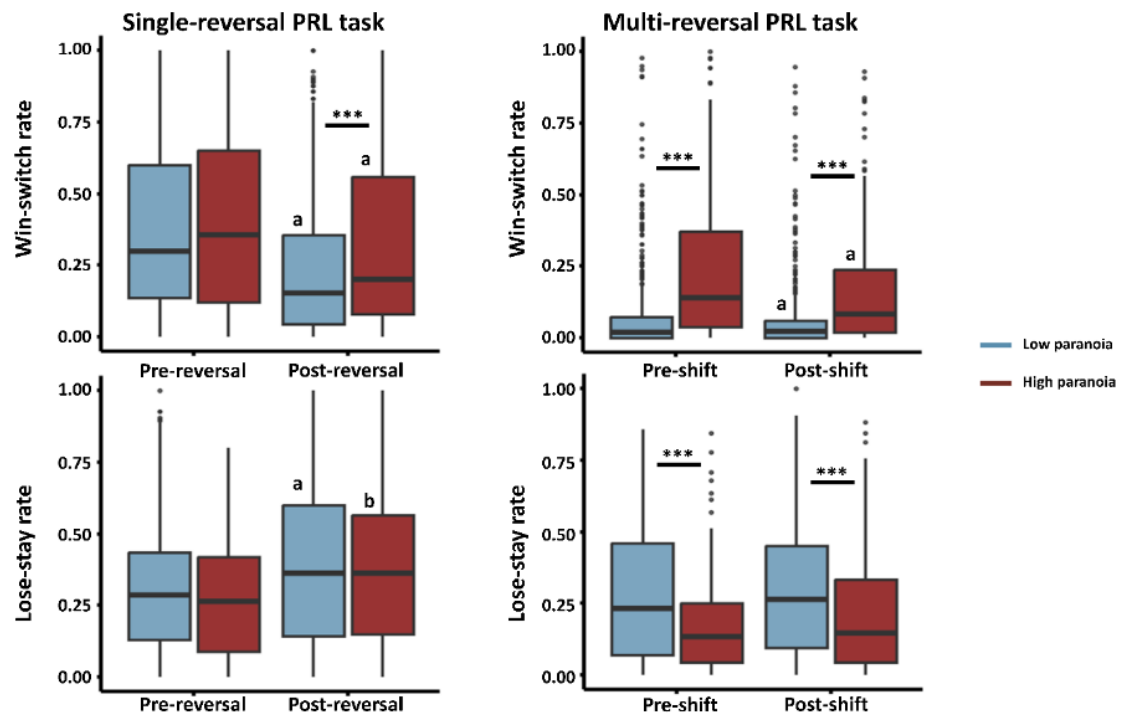 Single-reversal PRL task
Win-switch rate
1.00
0.75
0.50
0.25
0.00
***
a
a
Pre-reversal Post-reversal
Multi-reversal PRL task
Win-switch rate
1.00
0.75
0.50
0.25
0.00
***
***
a
a
Pre-shift Post-shift
Low paranoia
High paranoia
Lose-stay rate
1.00
0.75
0.50
0.25
0.00
a
b
Pre-reversal Post-reversal
Lose-stay rate
1.00
0.75
0.50
0.25
0.00
***
***
Pre-shift Post-shift